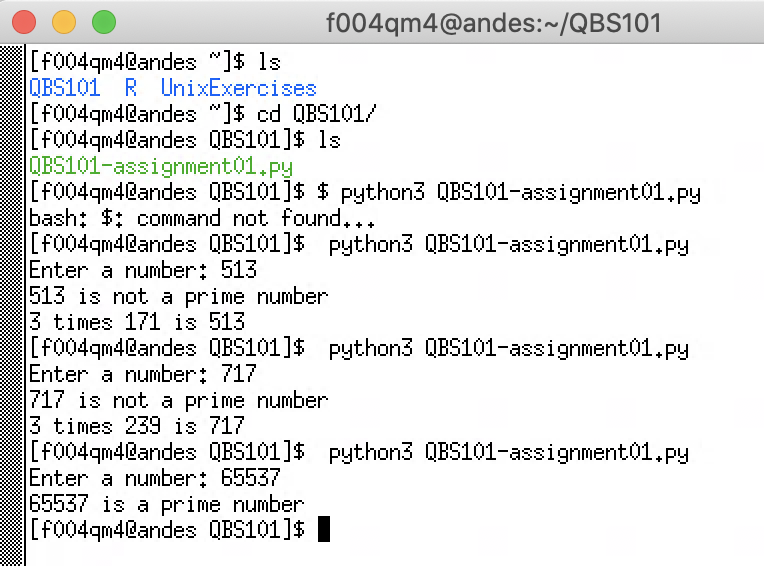 f004qm4@andes:~/QBS101
[f004qm4@andes ~]$ ls
QBS101  R  UnixExercises
[f004qm4@andes ~]$ cd QBS101/
[f004qm4@andes QBS101]$ ls
QBS101-assignment01.py
[f004qm4@andes QBS101]$ $ python3 QBS101-assignment01.py
bash: $: command not found...
[f004qm4@andes QBS101]$  python3 QBS101-assignment01.py
Enter a number: 513
513 is not a prime number
3 times 171 is 513
[f004qm4@andes QBS101]$  python3 QBS101-assignment01.py
Enter a number: 717
717 is not a prime number
3 times 239 is 717
[f004qm4@andes QBS101]$  python3 QBS101-assignment01.py
Enter a number: 65537
65537 is a prime number
[f004qm4@andes QBS101]$